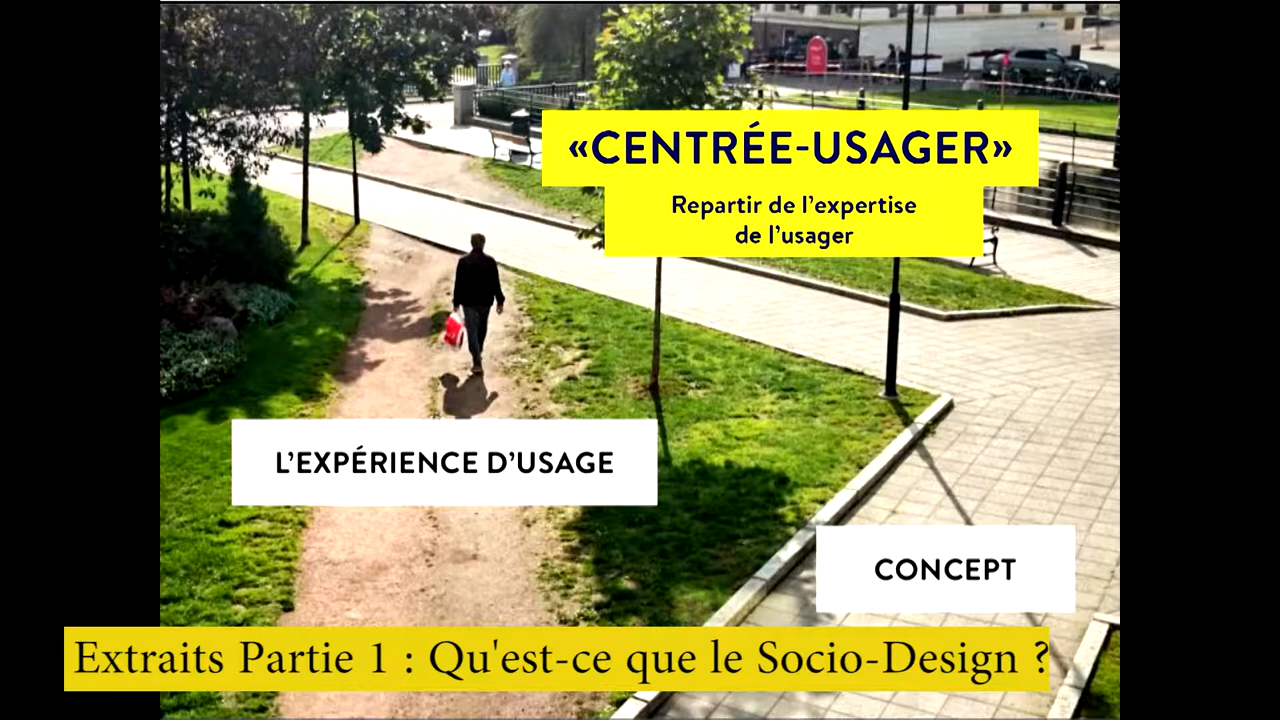 «CENTRÉE-USAGER»
Repartir de l’expertise
de l’usager
L’EXPÉRIENCE D’USAGE
CONCEPT
Extraits Partie 1 : Qu'est-ce que le Socio-Design ?